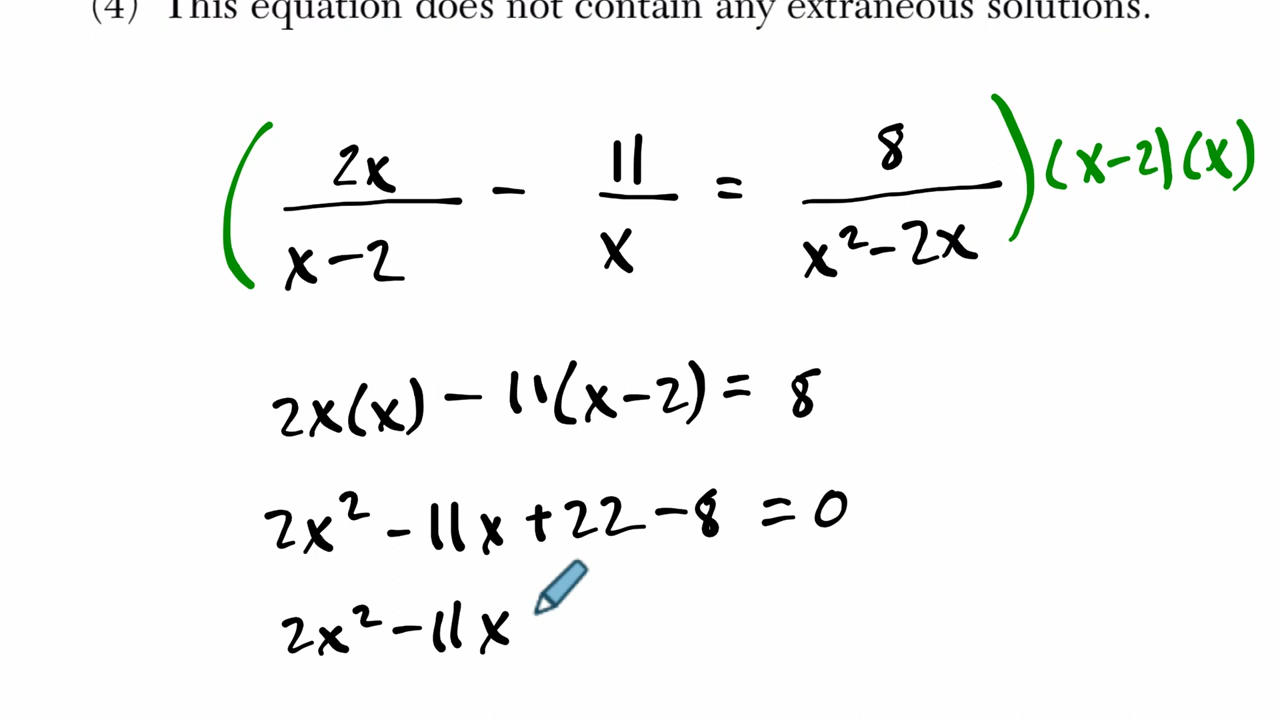 (4) This equation does not contain any extraneous solutions.
( 2x/(x-2) - 11/x = 8/(x²-2x) ) (x-2)(x)
2x(x) - 11(x-2) = 8
2x² - 11x + 22 - 8 = 0
2x² - 11x